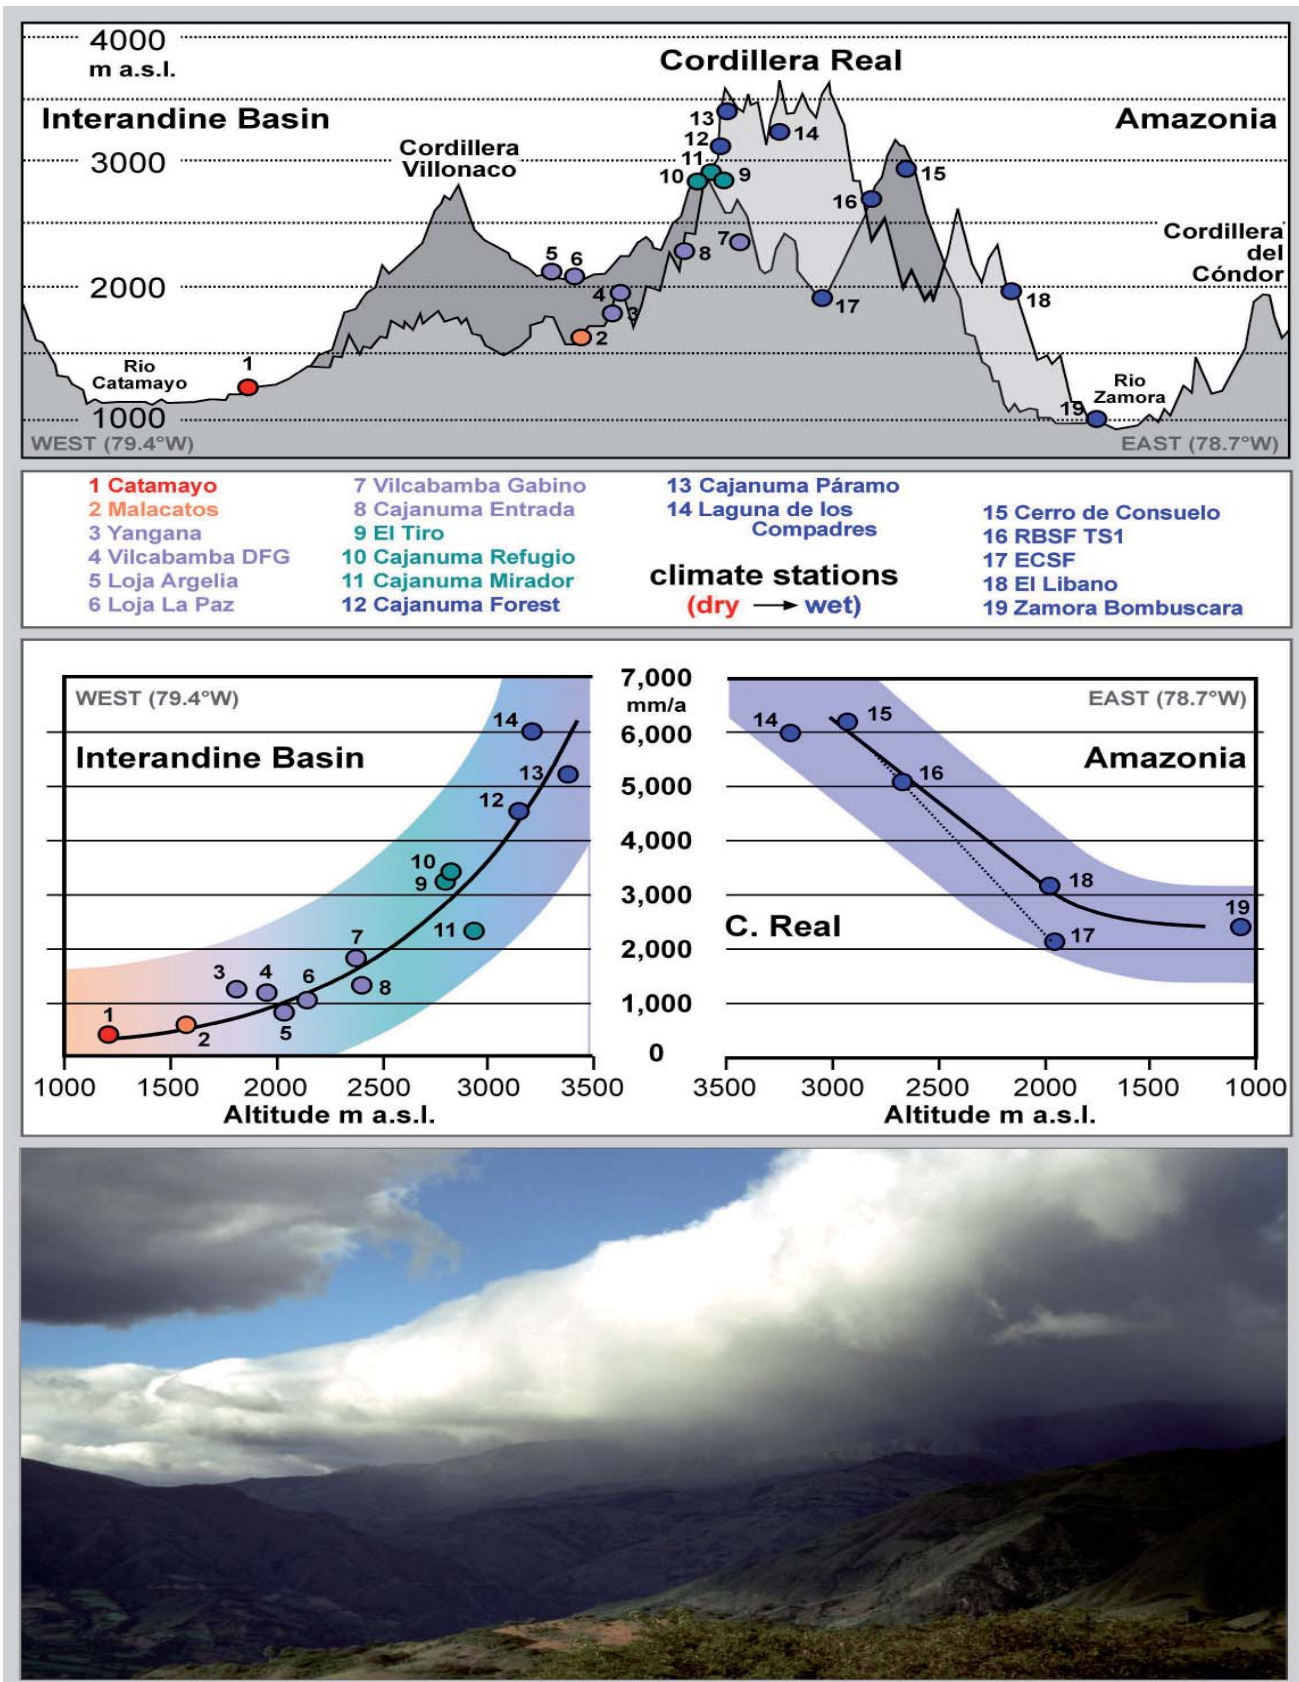 4000
m a.s.l.
Cordillera Real
Interandine Basin
Amazonia
Cordillera
Villonaco
3000
Cordillera
del
Cóndor
2000
Rio
Catamayo
Rio
Zamora
1000
WEST (79.4°W)
EAST (78.7°W)
1
2
3
4
5
6
7
8
9
10
11
12
13
14
15
16
17
18
19
1 Catamayo
2 Malacatos
3 Yangana
4 Vilcabamba DFG
5 Loja Argelia
6 Loja La Paz
7 Vilcabamba Gabino
8 Cajanuma Entrada
9 El Tiro
10 Cajanuma Refugio
11 Cajanuma Mirador
12 Cajanuma Forest
13 Cajanuma Páramo
14 Laguna de los
Compadres
climate stations
(dry → wet)
15 Cerro de Consuelo
16 RBSF TS1
17 ECSF
18 El Libano
19 Zamora Bombuscara
WEST (79.4°W)
Interandine Basin
14
13
12
10
9
11
7
8
3
4
6
5
1
2
1000 1500 2000 2500 3000 3500
Altitude m a.s.l.
7,000
mm/a
6,000
5,000
4,000
3,000
2,000
1,000
0
EAST (78.7°W)
Amazonia
C. Real
14
15
16
18
17
19
3500 3000 2500 2000 1500 1000
Altitude m a.s.l.